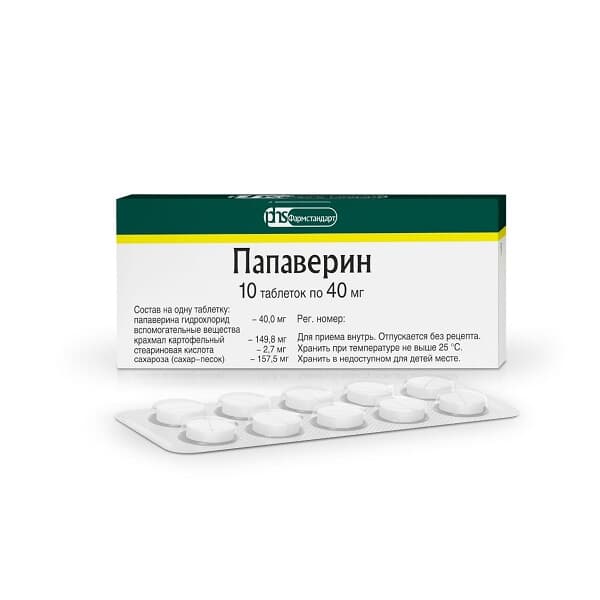 phs Фармстандарт
Папаверин
10 таблеток по 40 мг
Состав на одну таблетку:
папаверина гидрохлорид – 40,0 мг
вспомогательные вещества
крахмал картофельный – 149,8 мг
стеариновая кислота – 2,7 мг
сахароза (сахар-песок) – 157,5 мг
Рег. номер:
Для приема внутрь. Отпускается без рецепта.
Хранить при температуре не выше 25 °C.
Хранить в недоступном для детей месте.